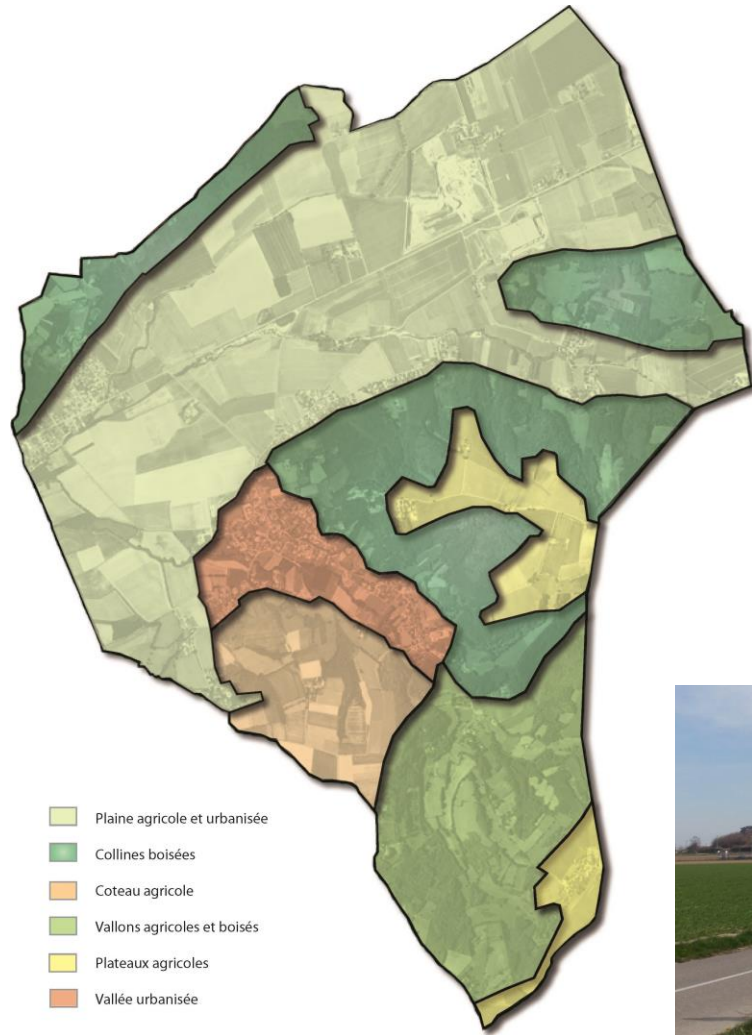 Plaine agricole et urbanisée
Collines boisées
Coteau agricole
Vallons agricoles et boisés
Plateaux agricoles
Vallée urbanisée